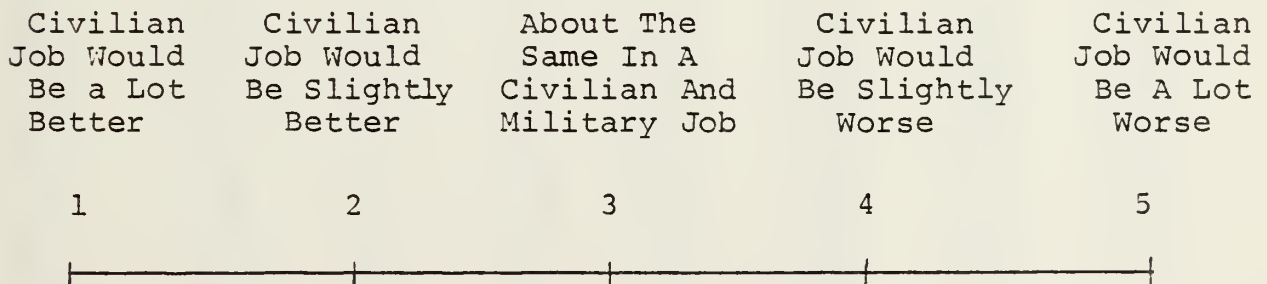 Civilian Civilian About The Civilian Civilian
Job Would Job Would Same In A Job Would Job Would
Be a Lot Be Slightly Civilian And Be Slightly Be A Lot
Better Better Military Job Worse Worse
1 2 3 4 5